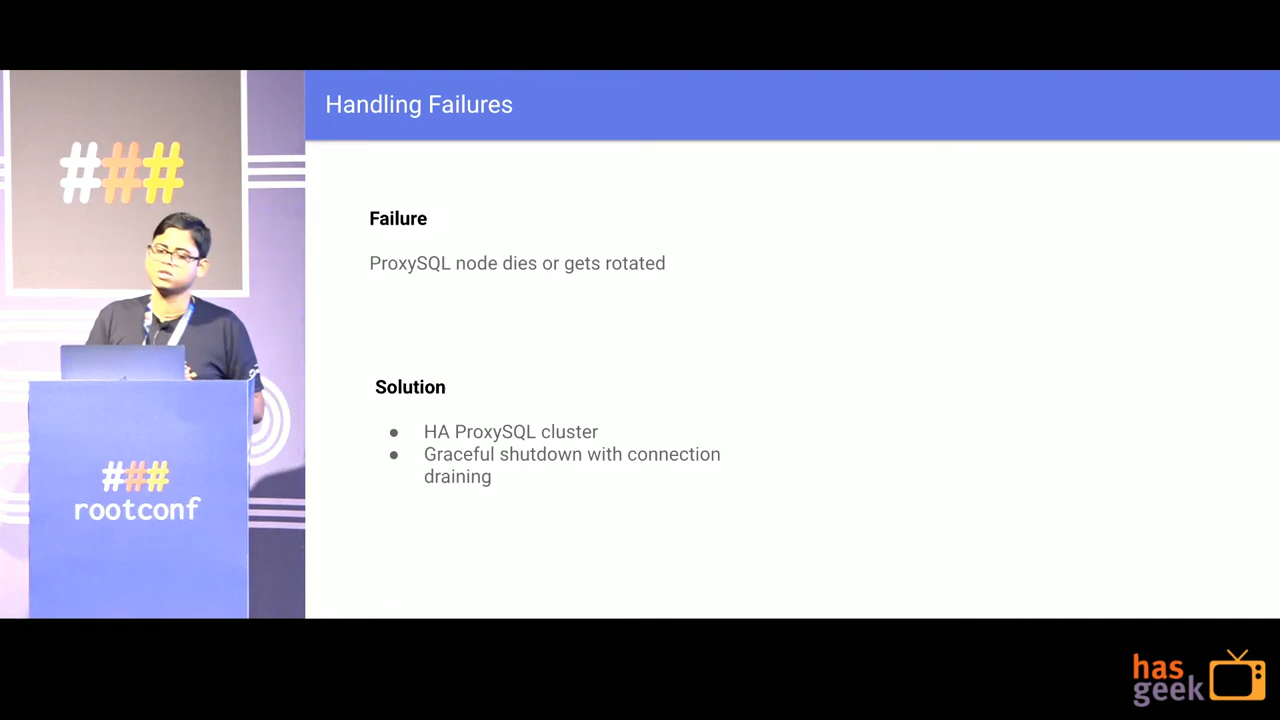 ###
Handling Failures
Failure
ProxySQL node dies or gets rotated
Solution
● HA ProxySQL cluster
● Graceful shutdown with connection
draining
###
rootconf
has
geek